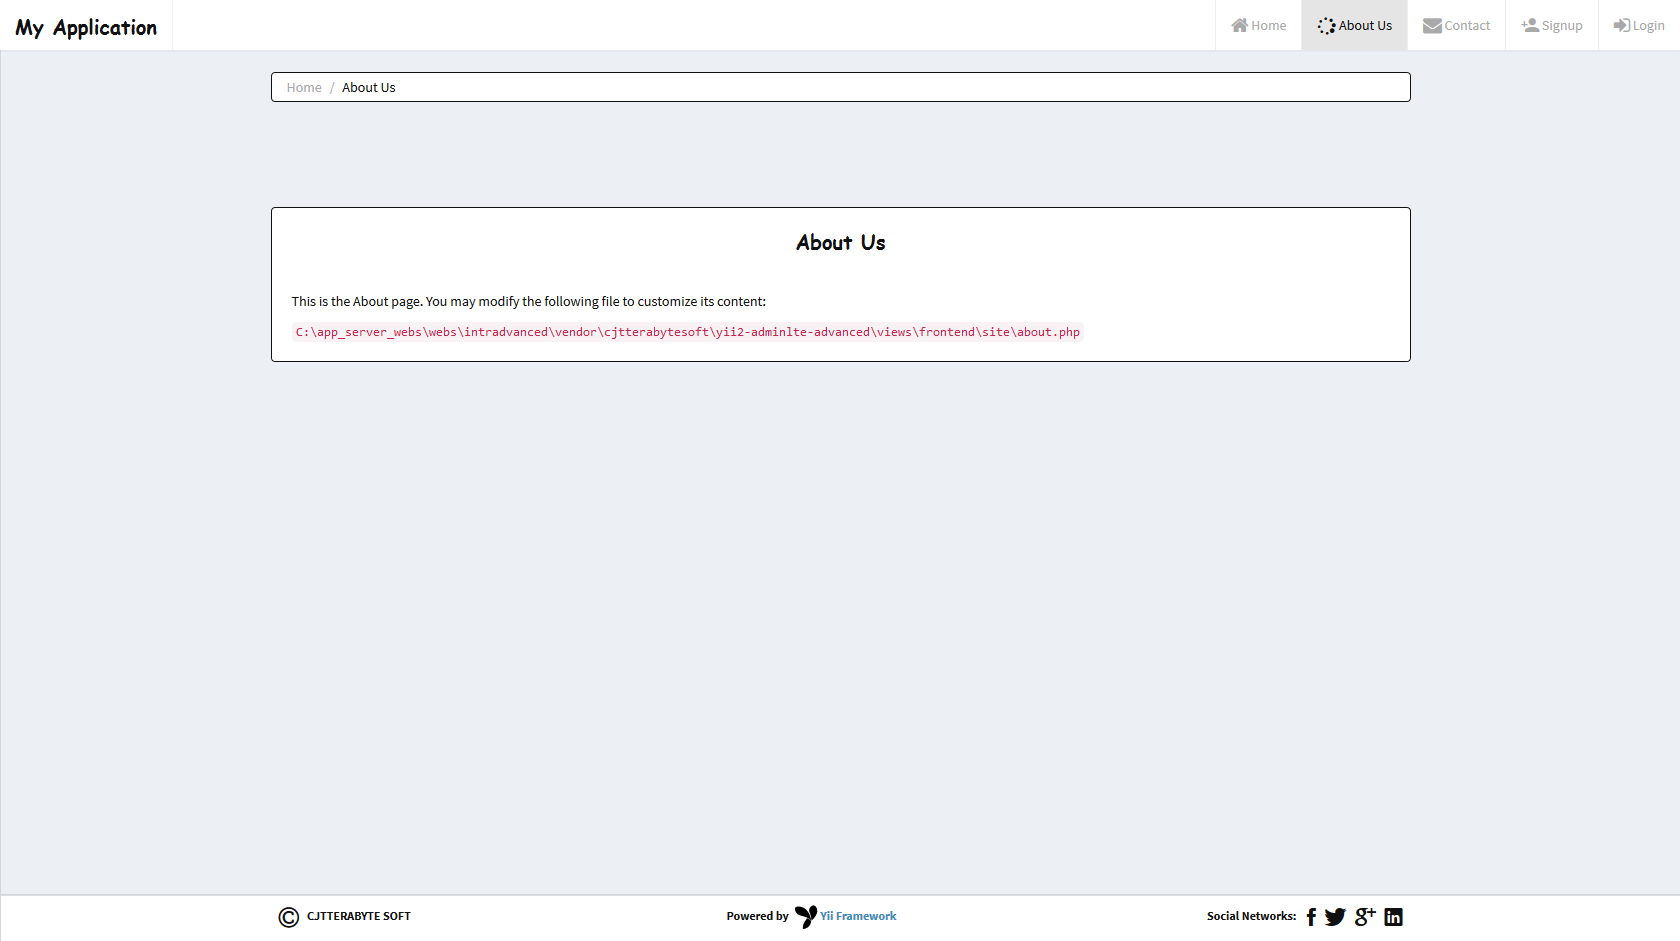 My Application
Home About Us Contact Signup Login
Home / About Us
About Us
This is the About page. You may modify the following file to customize its content:
C:\app_server_webs\webs\intradvanced\vendor\cjtterabytesoft\yii2-adminlte-advanced\views\frontend\site\about.php
© CJTTERABYTE SOFT Powered by Yii Framework Social Networks: